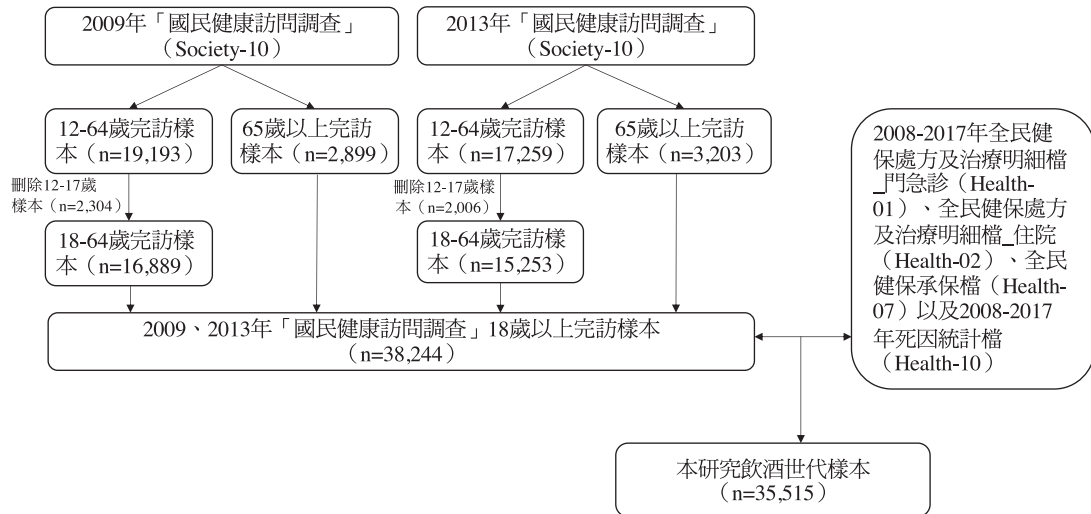 2009年「國民健康訪問調查」
（Society-10）
2013年「國民健康訪問調查」
（Society-10）
12-64歲完訪樣
本（n=19,193）
65歲以上完訪
樣本（n=2,899）
12-64歲完訪樣
本（n=17,259）
65歲以上完訪
樣本（n=3,203）
刪除12-17歲
樣本（n=2,304）
刪除12-17歲樣
本（n=2,006）
18-64歲完訪樣
本（n=16,889）
18-64歲完訪樣
本（n=15,253）
2009、2013年「國民健康訪問調查」18歲以上完訪樣本
（n=38,244）
2008-2017年全民健
保處方及治療明細檔
_門急診（Health-
01）、全民健保處方
及治療明細檔_住院
（Health-02）、全民
健保承保檔（Health-
07）以及2008-2017
年死因統計檔
（Health-10）
本研究飲酒世代樣本
（n=35,515）